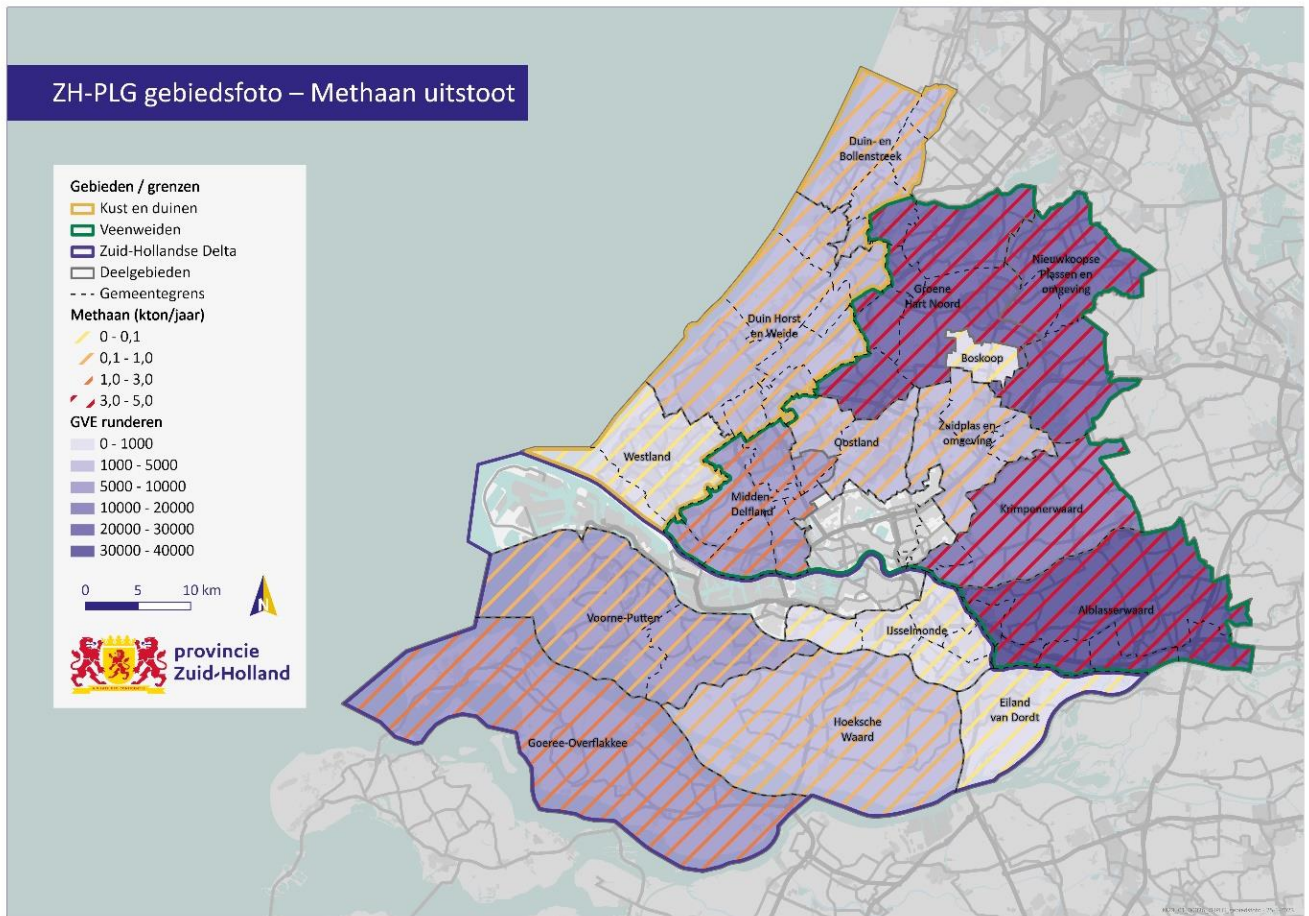 ZH-PLG gebiedsfoto – Methaan uitstoot
Gebieden / grenzen
Kust en duinen
Veenweiden
Zuid-Hollandse Delta
Deelgebieden
Gemeentegrens
Methaan (kton/jaar)
0 - 0,1
0,1 - 1,0
1,0 - 3,0
3,0 - 5,0
GVE runderen
0 - 1000
1000 - 5000
5000 - 10000
10000 - 20000
20000 - 30000
30000 - 40000
0 5 10 km
N
provincie
Zuid-Holland
Duin- en
Bollenstreek
Nieuwkoopse
Plassen en
omgeving
Groene
Hart Noord
Duin Horst
en Weide
Boskoop
Zuidplas en
omgeving
Oostland
Westland
Midden-
Delfland
Krimpenerwaard
Alblasserwaard
Voorne-Putten
IJsselmonde
Eiland
van Dordt
Hoeksche
Waard
Goeree-Overflakkee